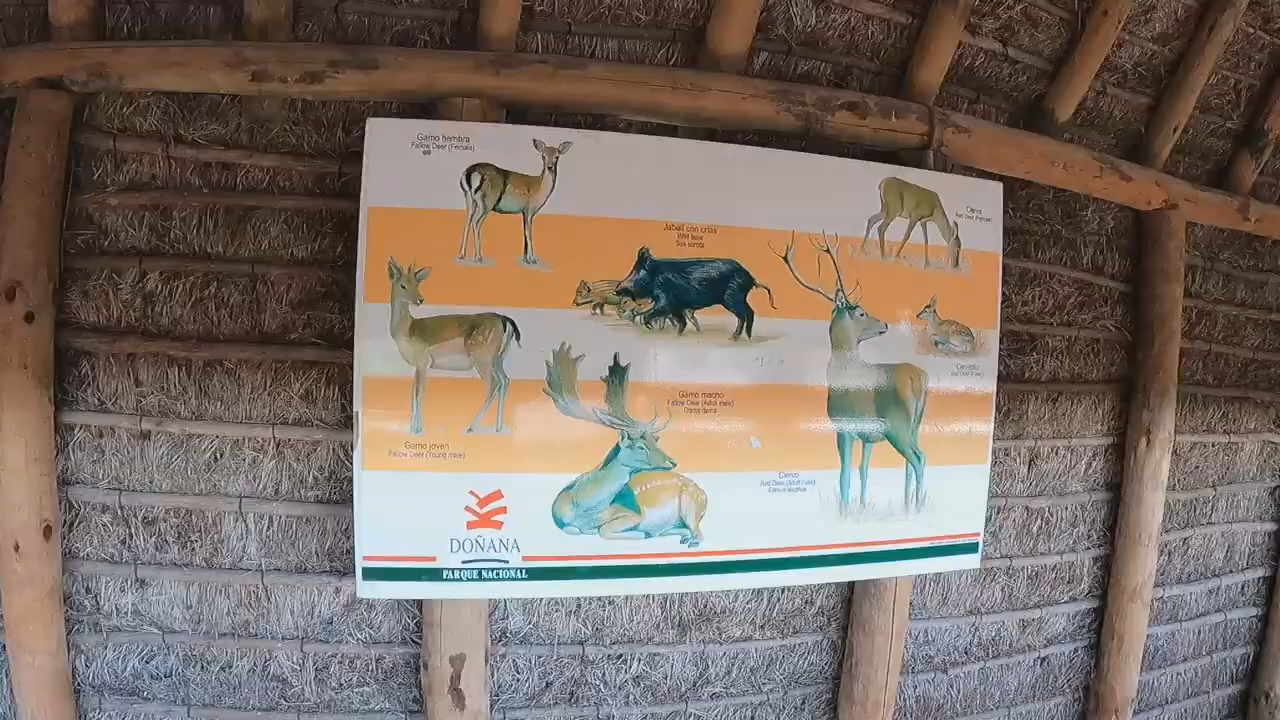 Gamo hembra
Fallow Deer (Female)
Jabalí con crías
Wild boar
Sus scrofa
Cierva
Red Deer (Female)
Cervatillo
Gamo macho
Fallow Deer (Adult male)
Dama dama
Gamo joven
Fallow Deer (Young male)
Ciervo
Red Deer (Adult male)
Cervus elaphus
DOÑANA
PARQUE NACIONAL